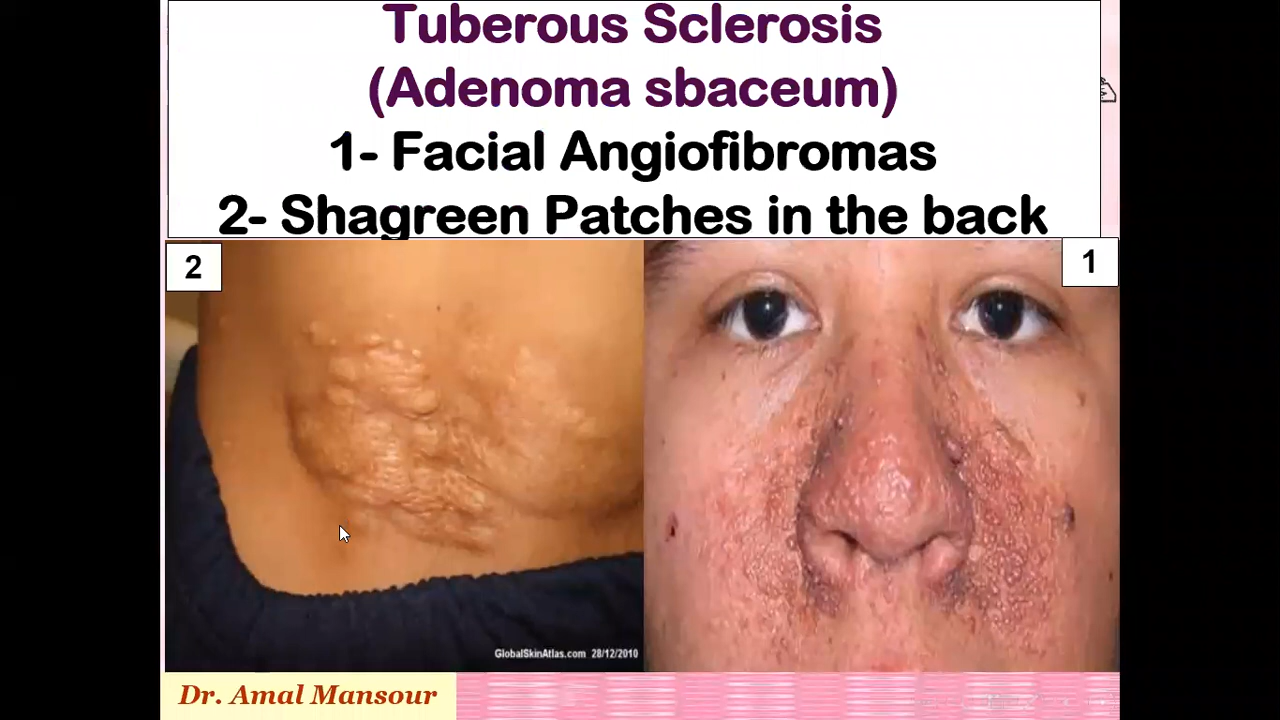 Tuberous Sclerosis
(Adenoma sbaceum)
1- Facial Angiofibromas
2- Shagreen Patches in the back
2
1
GlobalSkinAtlas.com 28/12/2010
Dr. Amal Mansour